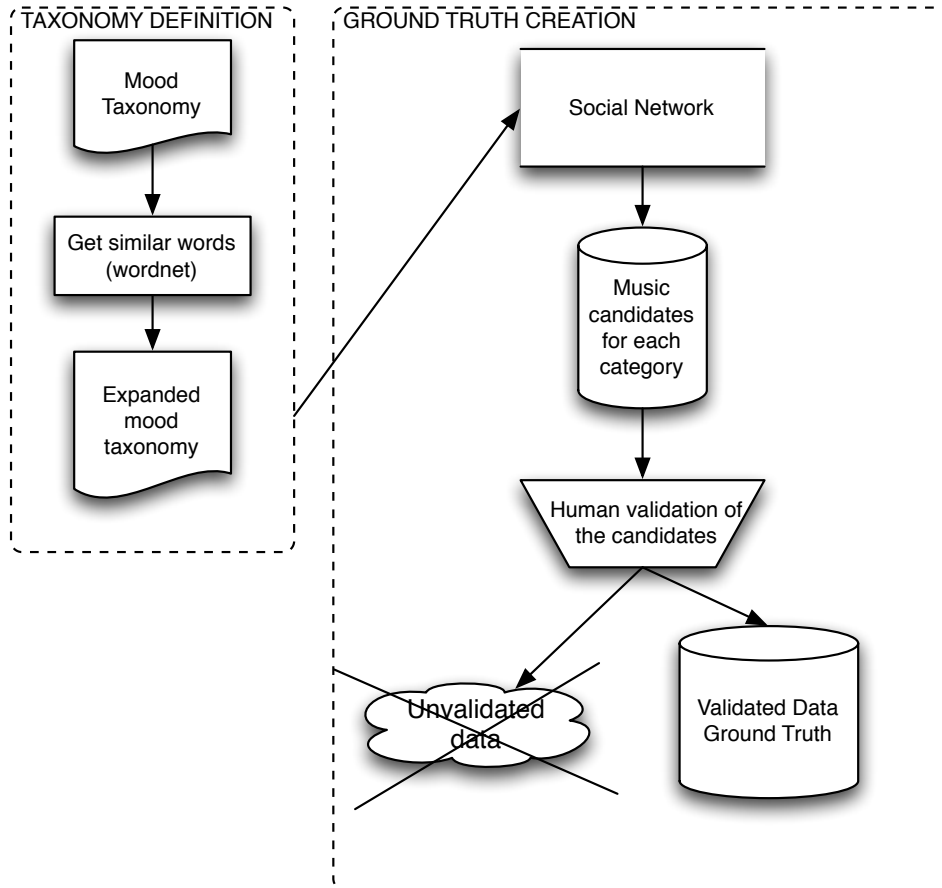 TAXONOMY DEFINITION
Mood
Taxonomy
Get similar words
(wordnet)
Expanded
mood
taxonomy
GROUND TRUTH CREATION
Social Network
Music
candidates
for each
category
Human validation of
the candidates
Unvalidated
data
Validated Data
Ground Truth